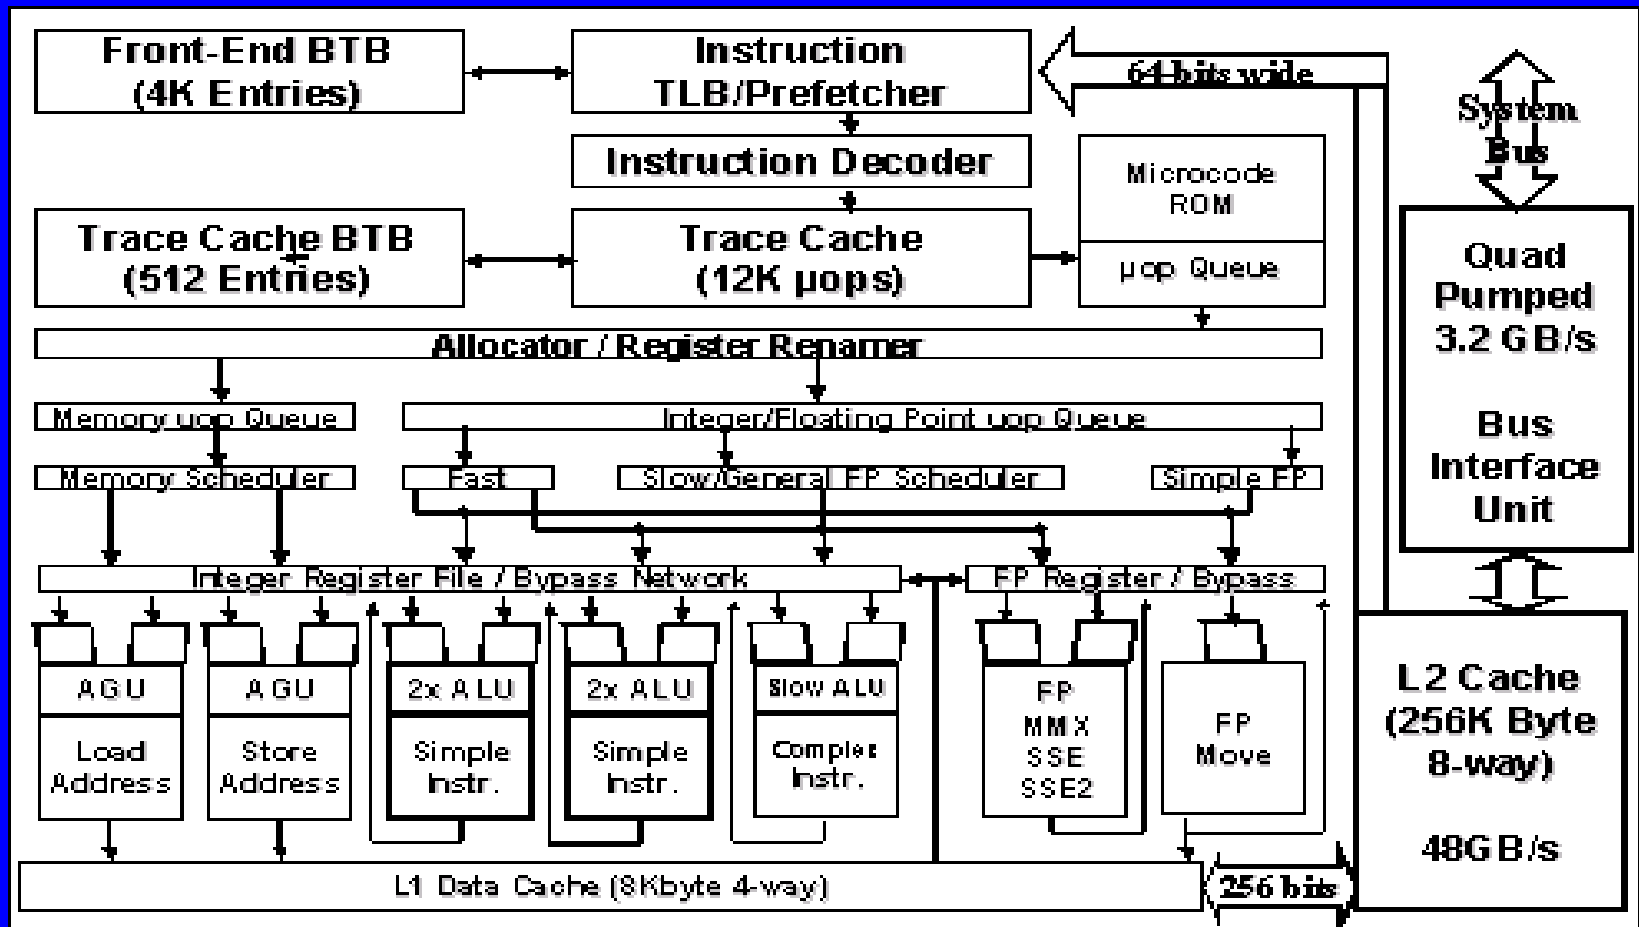 Front-End BTB
(4K Entries)
Instruction
TLB/Prefetcher
64-bits wide
System
Bus
Instruction Decoder
Microcode
ROM
Trace Cache BTB
(512 Entries)
Trace Cache
(12K µops)
µop Queue
Quad
Pumped
3.2 GB/s
Bus
Interface
Unit
Allocator / Register Renamer
Memory uop Queue
Integer/Floating Point uop Queue
Memory Scheduler
Fast
Slow/General FP Scheduler
Simple FP
Integer Register File / Bypass Network
FP Register / Bypass
AGU
Load
Address
AGU
Store
Address
2x ALU
Simple
Instr.
2x ALU
Simple
Instr.
Slow ALU
Complex
Instr.
FP
MMX
SSE
SSE2
FP
Move
L2 Cache
(256K Byte
8-way)
48GB/s
L1 Data Cache (8Kbyte 4-way)
256 bits